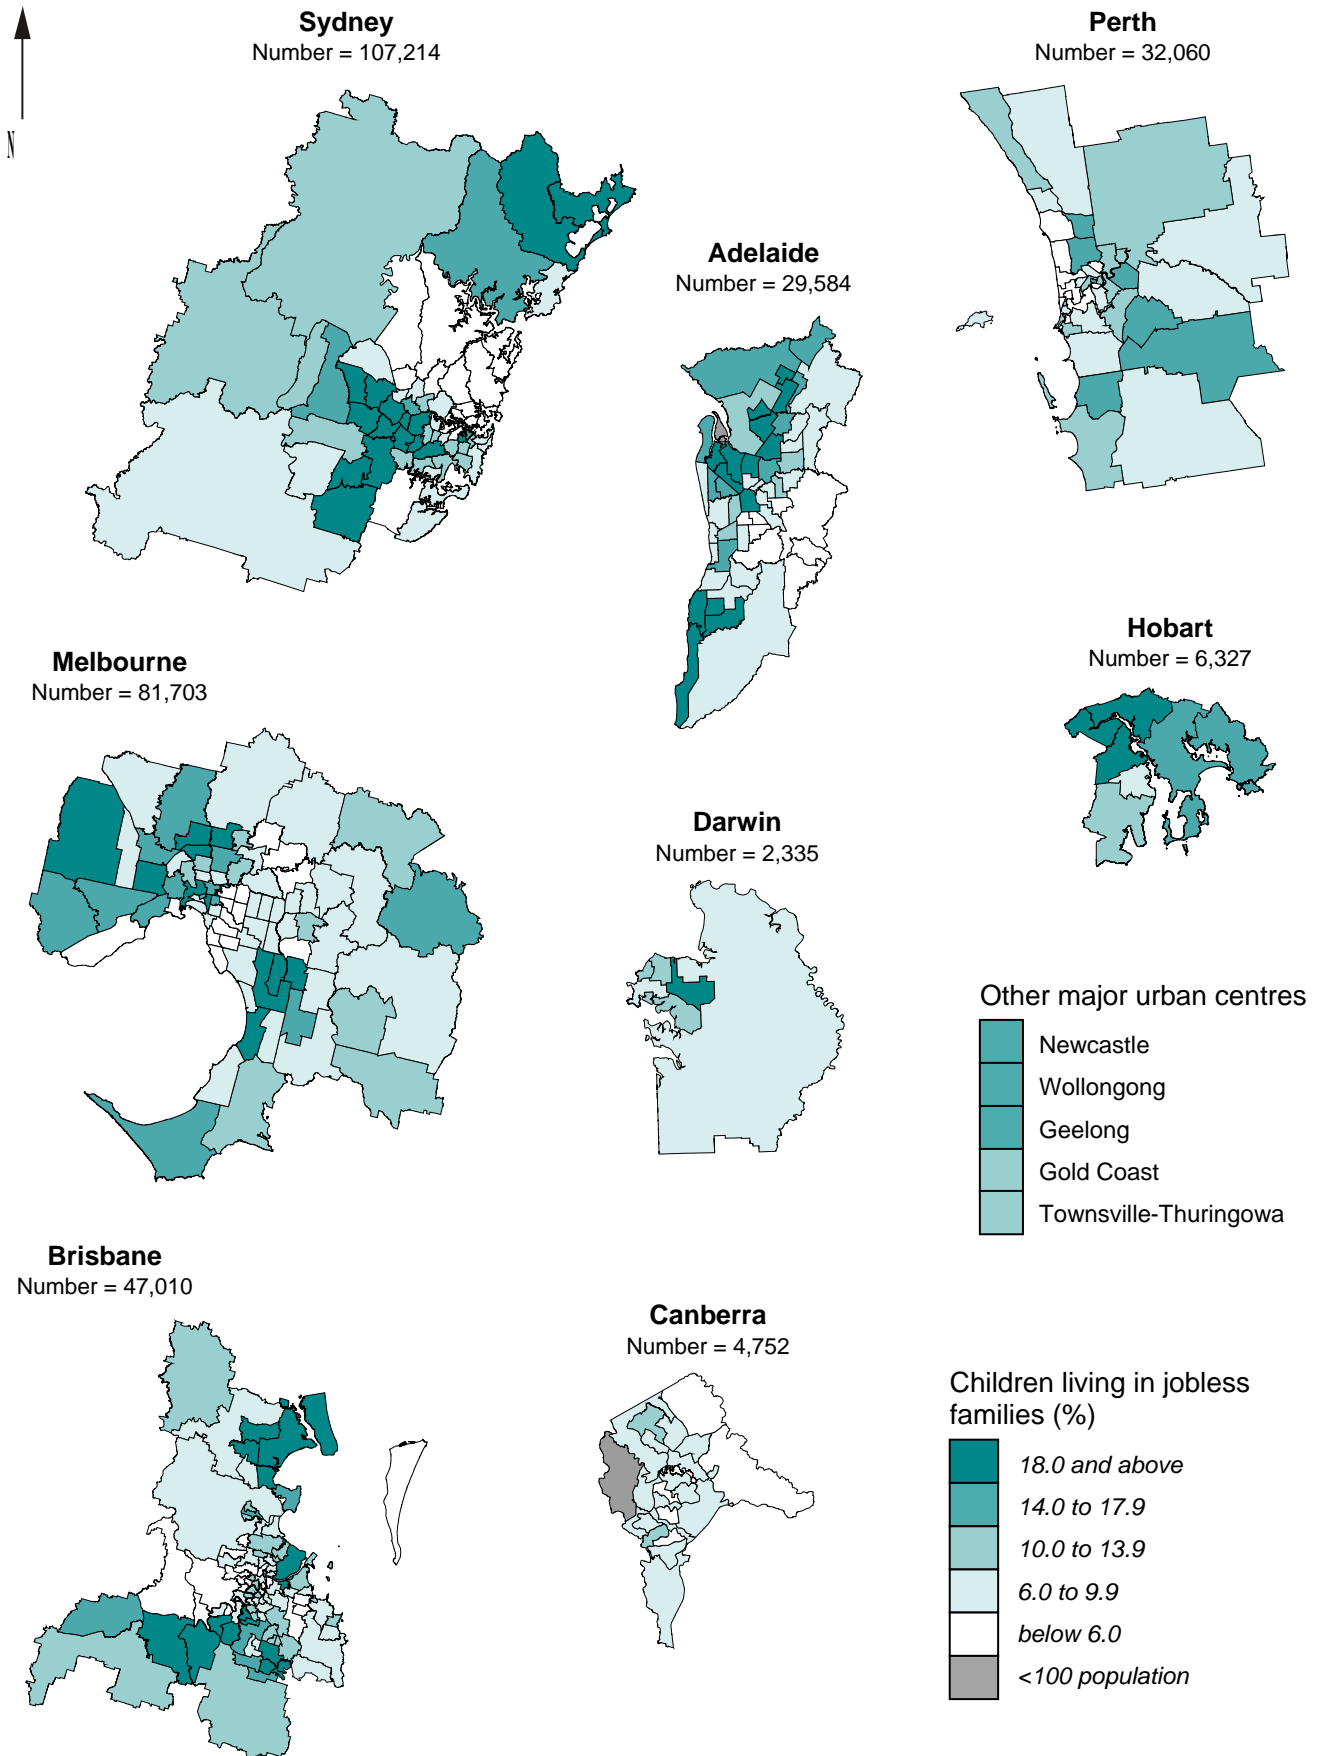 N
Sydney
Number = 107,214
Perth
Number = 32,060
Adelaide
Number = 29,584
Melbourne
Number = 81,703
Hobart
Number = 6,327
Darwin
Number = 2,335
Other major urban centres
Newcastle
Wollongong
Geelong
Gold Coast
Townsville-Thuringowa
Brisbane
Number = 47,010
Canberra
Number = 4,752
Children living in jobless
families (%)
18.0 and above
14.0 to 17.9
10.0 to 13.9
6.0 to 9.9
below 6.0
<100 population